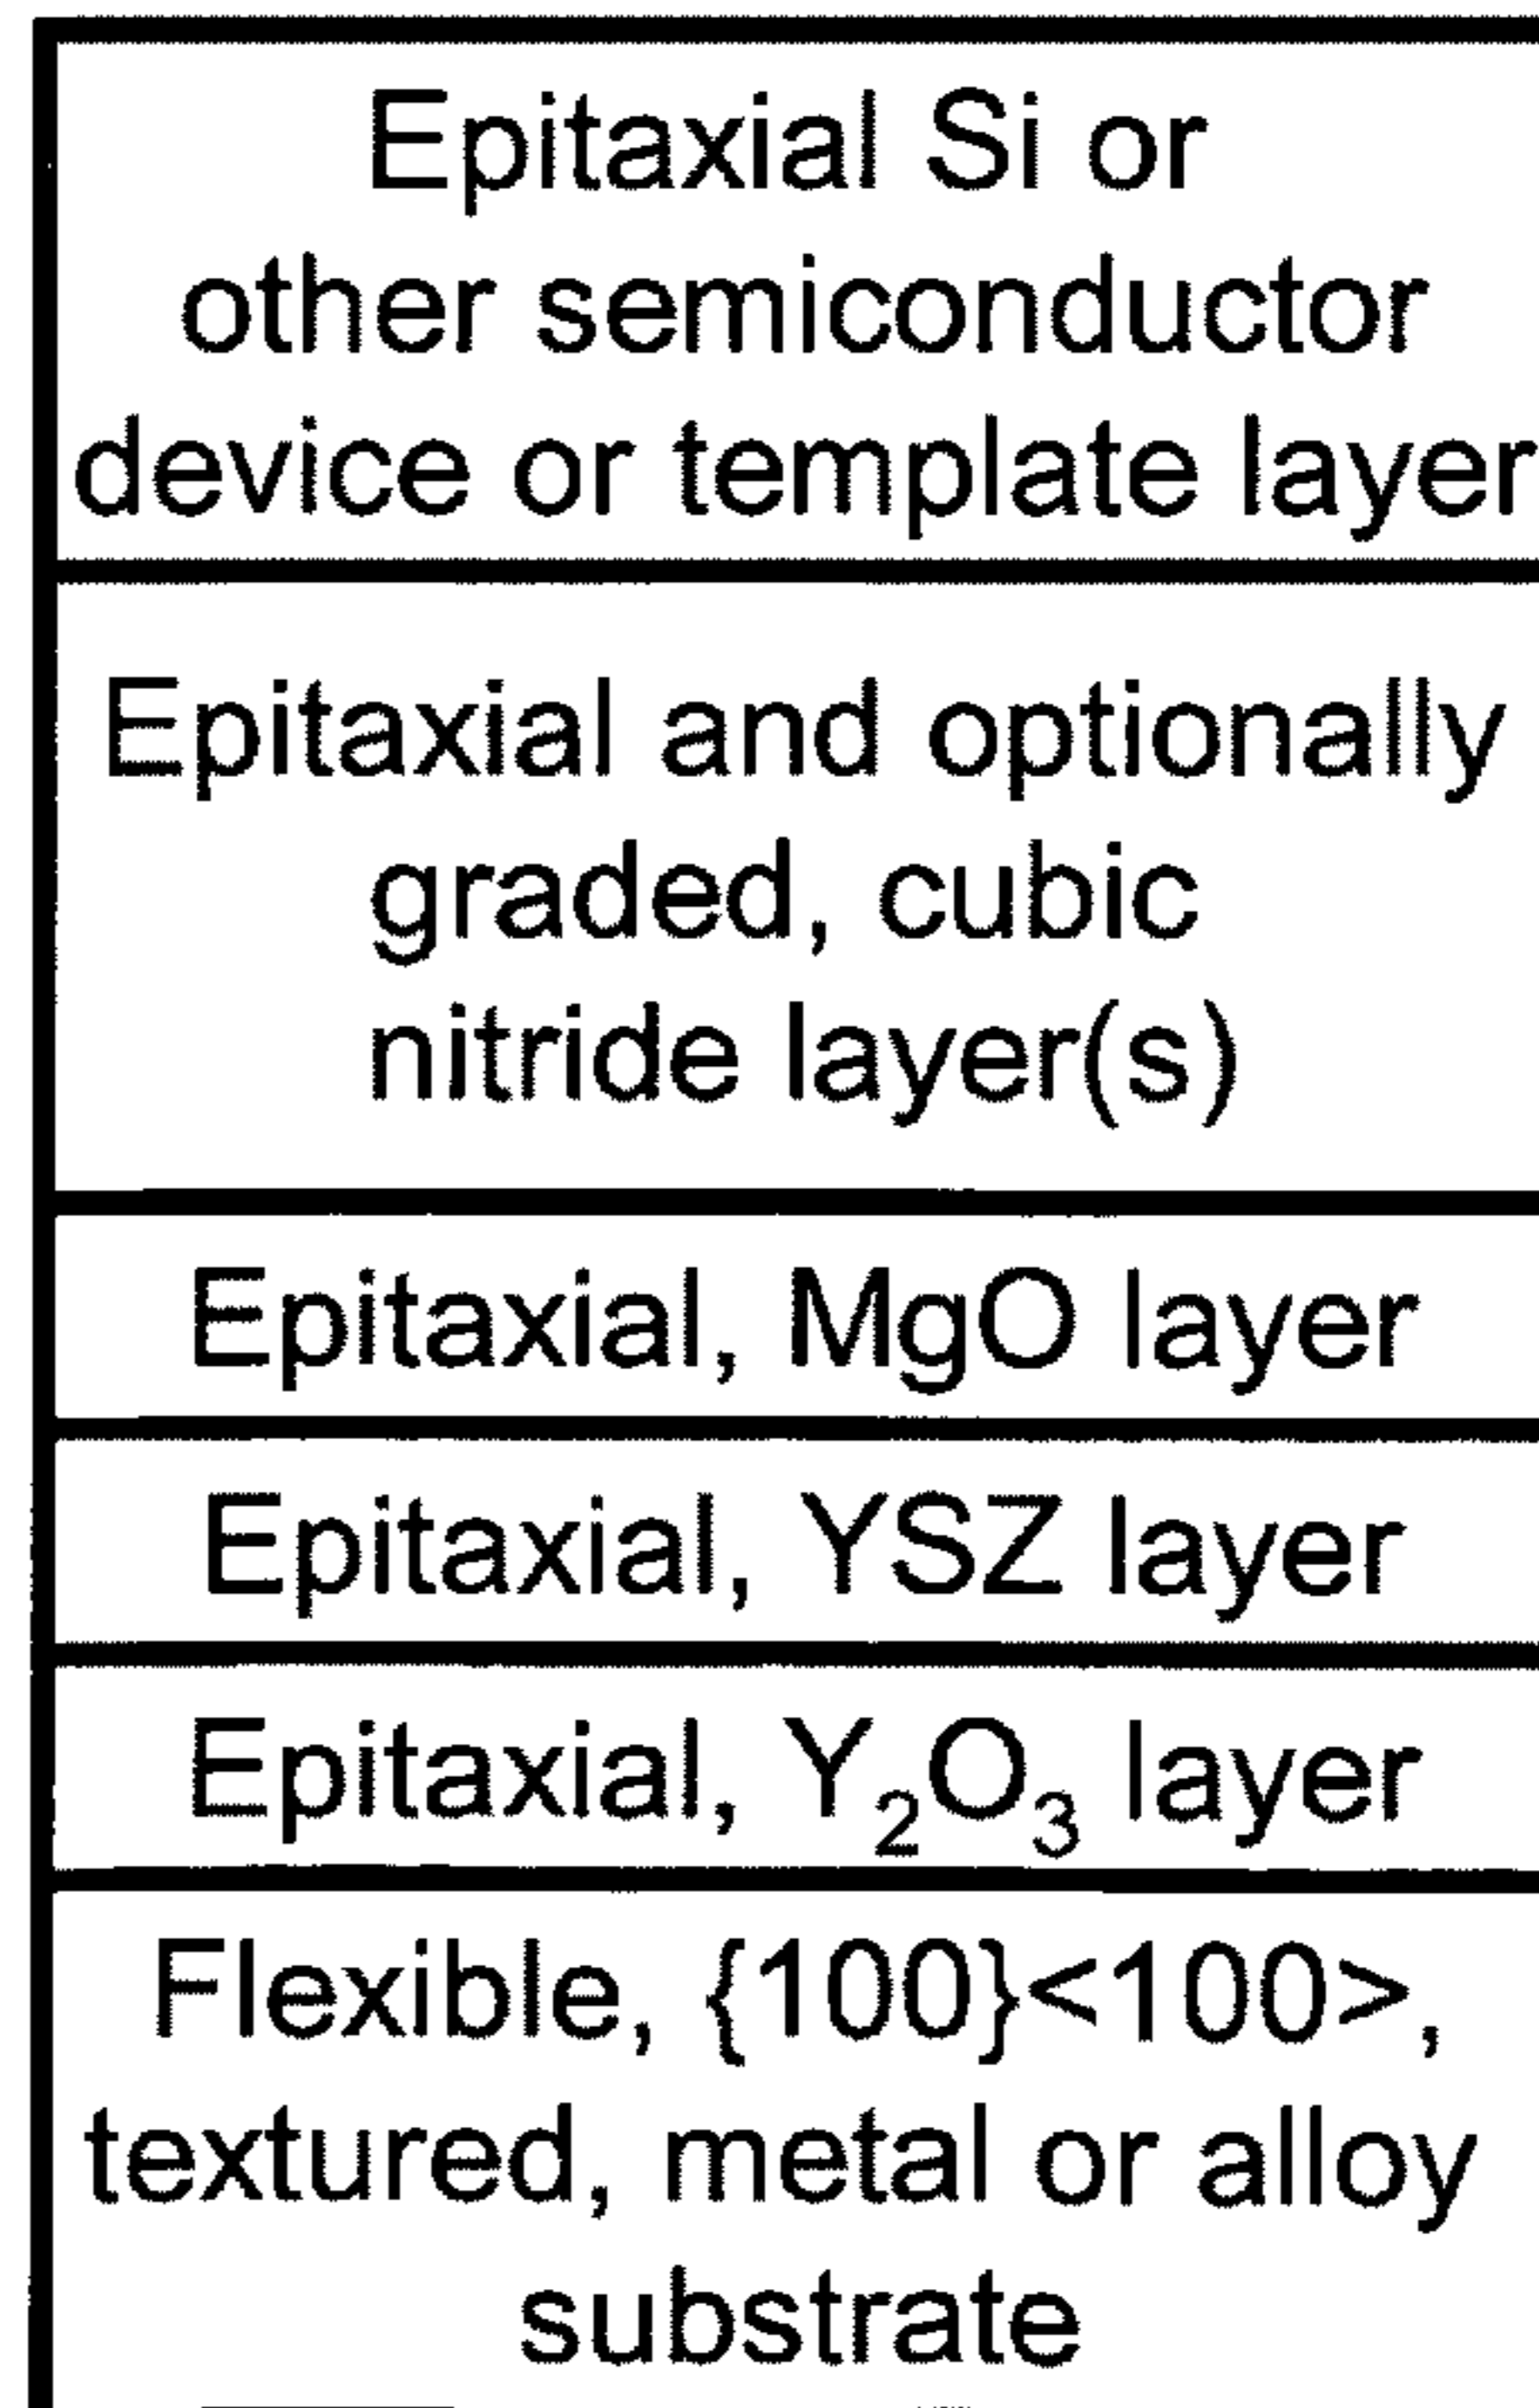 Epitaxial Si or
other semiconductor
device or template layer
Epitaxial and optionally
graded, cubic
nitride layer(s)
Epitaxial, MgO layer
Epitaxial, YSZ layer
Epitaxial, Y₂O₃ layer
Flexible, {100}<100>,
textured, metal or alloy
substrate